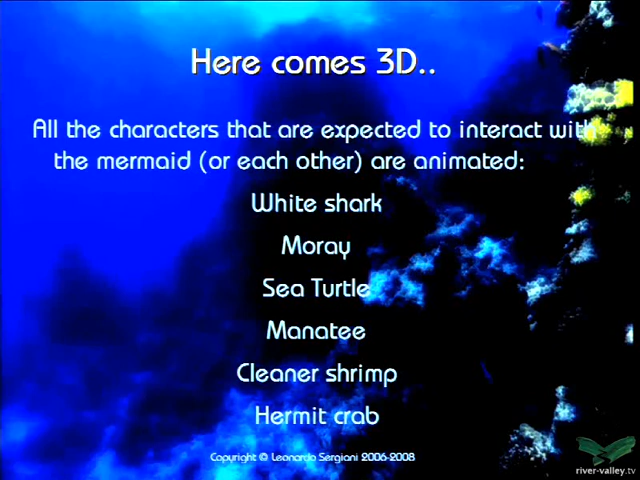 Here comes 3D..
All the characters that are expected to interact with
the mermaid (or each other) are animated:
White shark
Moray
Sea Turtle
Manatee
Cleaner shrimp
Hermit crab
Copyright © Leonardo Sergiani 2006-2008
river-valley.tv